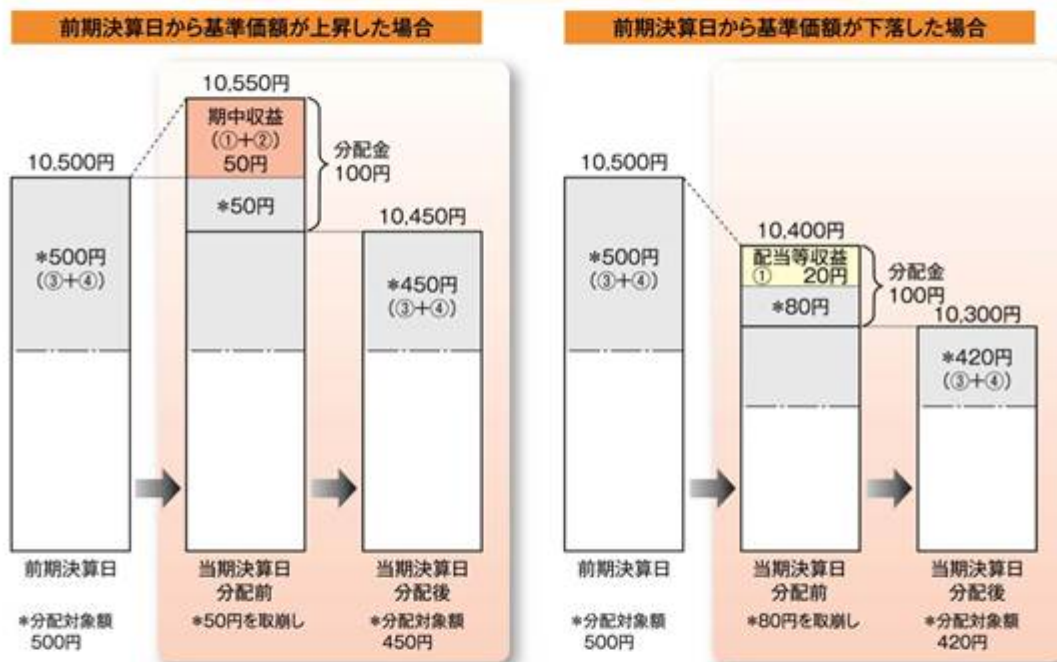 前期決算日から基準価額が上昇した場合
10,550円
期中収益
(①+②)
50円
分配金
100円
10,500円
*50円
10,450円
*500円
(③+④)
*450円
(③+④)
前期決算日
当期決算日
分配前
当期決算日
分配後
*分配対象額
500円
*50円を取崩し
*分配対象額
450円
前期決算日から基準価額が下落した場合
10,500円
10,400円
*500円
(③+④)
配当等収益
① 20円
分配金
100円
*80円
10,300円
*420円
(③+④)
前期決算日
当期決算日
分配前
当期決算日
分配後
*分配対象額
500円
*80円を取崩し
*分配対象額
420円